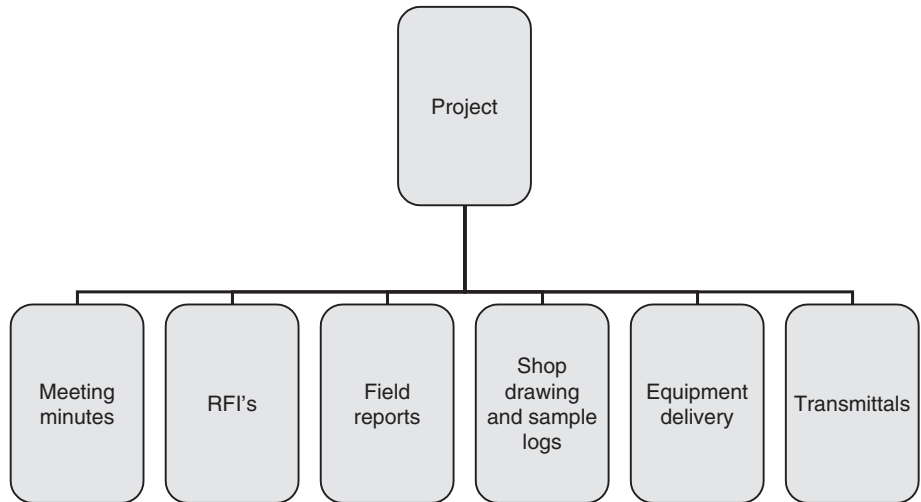 Project
Meeting
minutes
RFI's
Field
reports
Shop
drawing
and sample
logs
Equipment
delivery
Transmittals